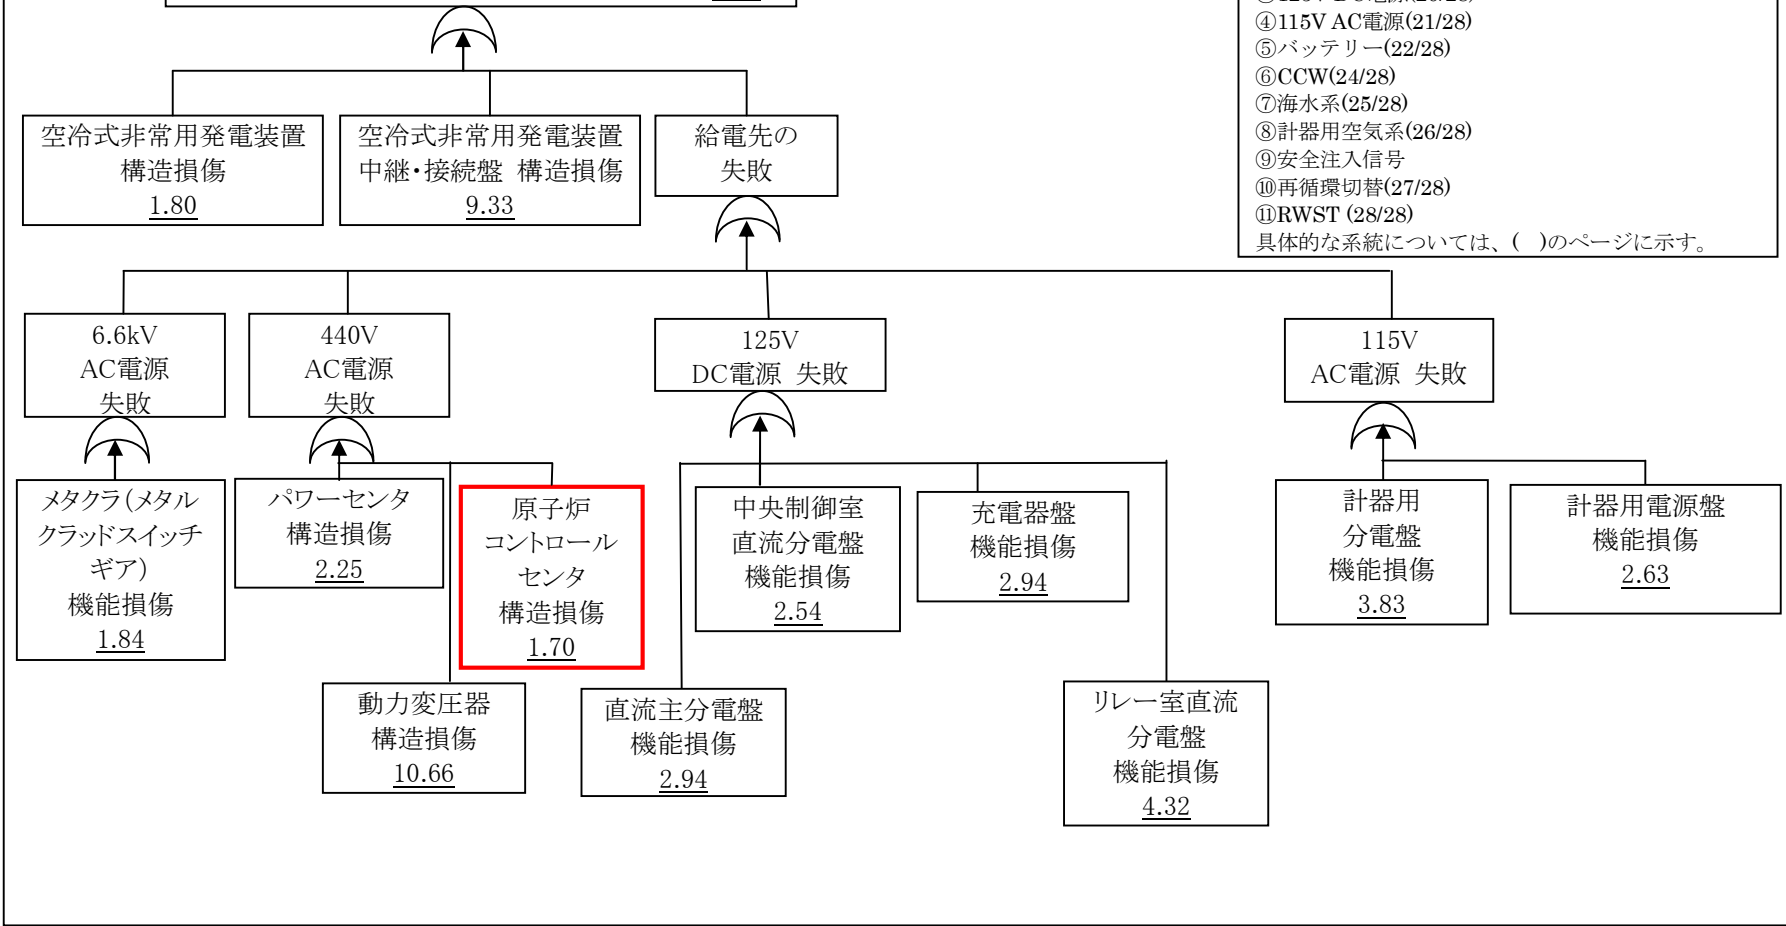 ④115V AC電源(21/28)
⑤バッテリー(22/28)
⑥CCW(24/28)
⑦海水系(25/28)
⑧計器用空気系(26/28)
⑨安全注入信号
⑩再循環切替(27/28)
⑪RWST (28/28)
具体的な系統については、(　)のページに示す。
空冷式非常用発電装置
構造損傷
1.80
空冷式非常用発電装置
中継・接続盤 構造損傷
9.33
給電先の
失敗
6.6kV
AC電源
失敗
440V
AC電源
失敗
125V
DC電源 失敗
115V
AC電源 失敗
メタクラ（メタル
クラッドスイッチ
ギア）
機能損傷
1.84
パワーセンタ
構造損傷
2.25
原子炉
コントロール
センタ
構造損傷
1.70
中央制御室
直流分電盤
機能損傷
2.54
充電器盤
機能損傷
2.94
計器用
分電盤
機能損傷
3.83
計器用電源盤
機能損傷
2.63
動力変圧器
構造損傷
10.66
直流主分電盤
機能損傷
2.94
リレー室直流
分電盤
機能損傷
4.32